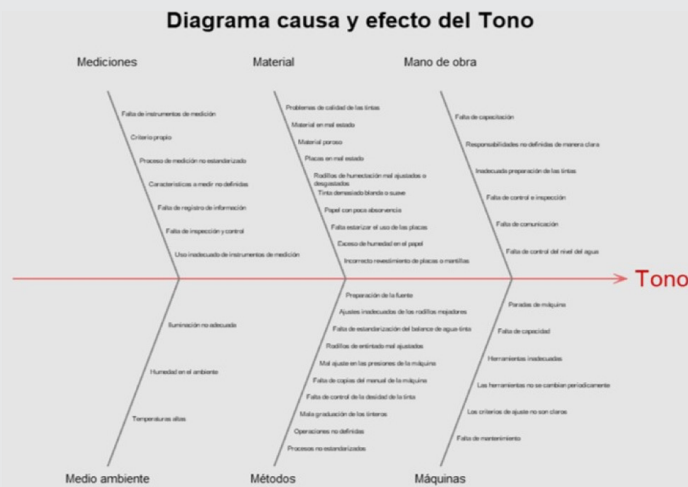 Diagrama causa y efecto del Tono
Mediciones
Material
Mano de obra
Falta de instrumentos de medición
Criterio propio
Proceso de medición no estandarizado
Características a medir no definidas
Falta de registro de información
Falta de inspección y control
Uso inadecuado de instrumentos de medición
Problemas de calidad de las tintas
Material en mal estado
Material poroso
Placas en mal estado
Rodillos de humectación mal ajustados o
desgastados
Tinta demasiado blanda o suave
Papel con poca absorvencia
Falta estarizar el uso de las placas
Exceso de humedad en el papel
Incorrecto revestimiento de placas o mantillas
Falta de capacitación
Responsabilidades no definidas de manera clara
Inadecuada preparación de las tintas
Falta de control e inspección
Falta de comunicación
Falta de control del nivel del agua
Tono
Iluminación no adecuada
Humedad en el ambiente
Temperaturas altas
Preparación de la fuente
Ajustes inadecuados de los rodillos mojadores
Falta de estandarización del balance de agua-tinta
Rodillos de entintado mal ajustados
Mal ajuste en las presiones de la máquina
Falta de copias del manual de la máquina
Falta de control de la desidad de la tinta
Mala graduación de los tinteros
Operaciones no definidas
Procesos no estandarizados
Paradas de máquina
Falta de capacidad
Herramientas inadecuadas
Las herramientas no se cambian periodicamente
Los criterios de ajuste no son claros
Falta de mantenimiento
Medio ambiente
Métodos
Máquinas